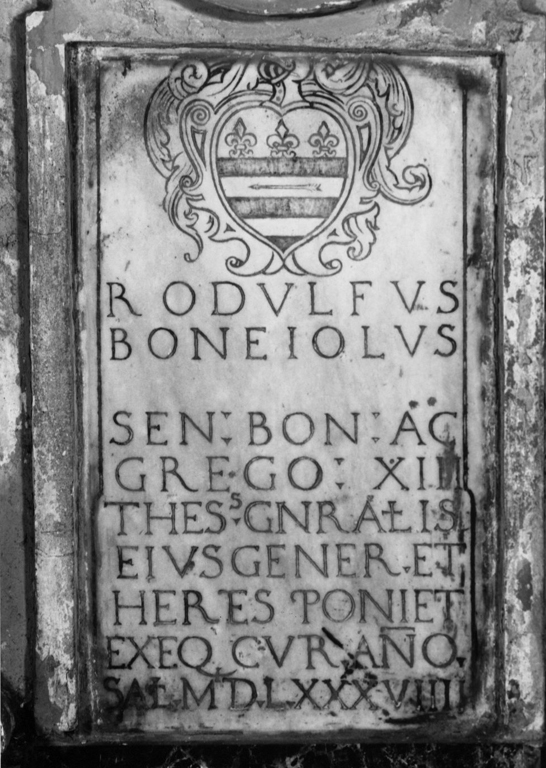 RODVLFVS
BONEIOLVS
SEN: BON: AC
GREGO: XIII
THESS: GNRALIS
EIVS GENER. ET
HERES PONI ET
EXEQ. CVR. ANO.
SAL. MDLXXXVIIII